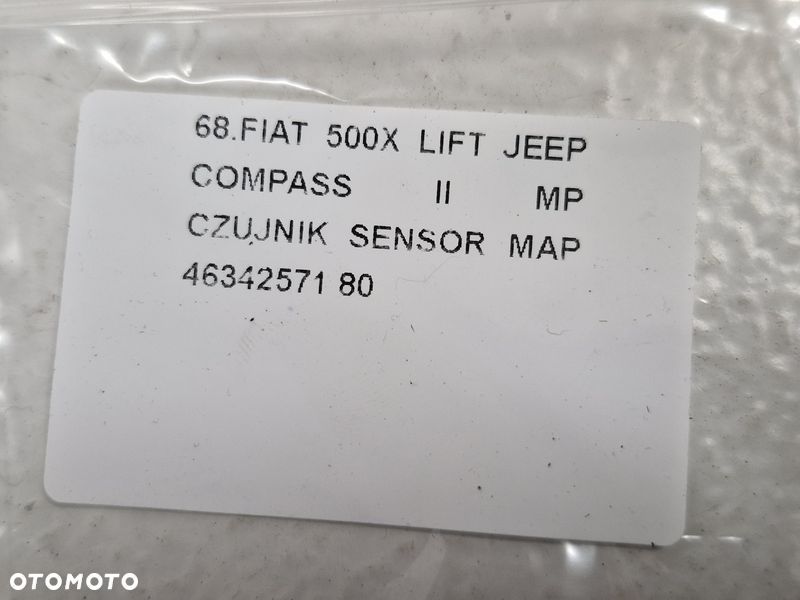 68.FIAT 500X LIFT JEEP
COMPASS II MP
CZUJNIK SENSOR MAP
46342571 80
OTOMOTO